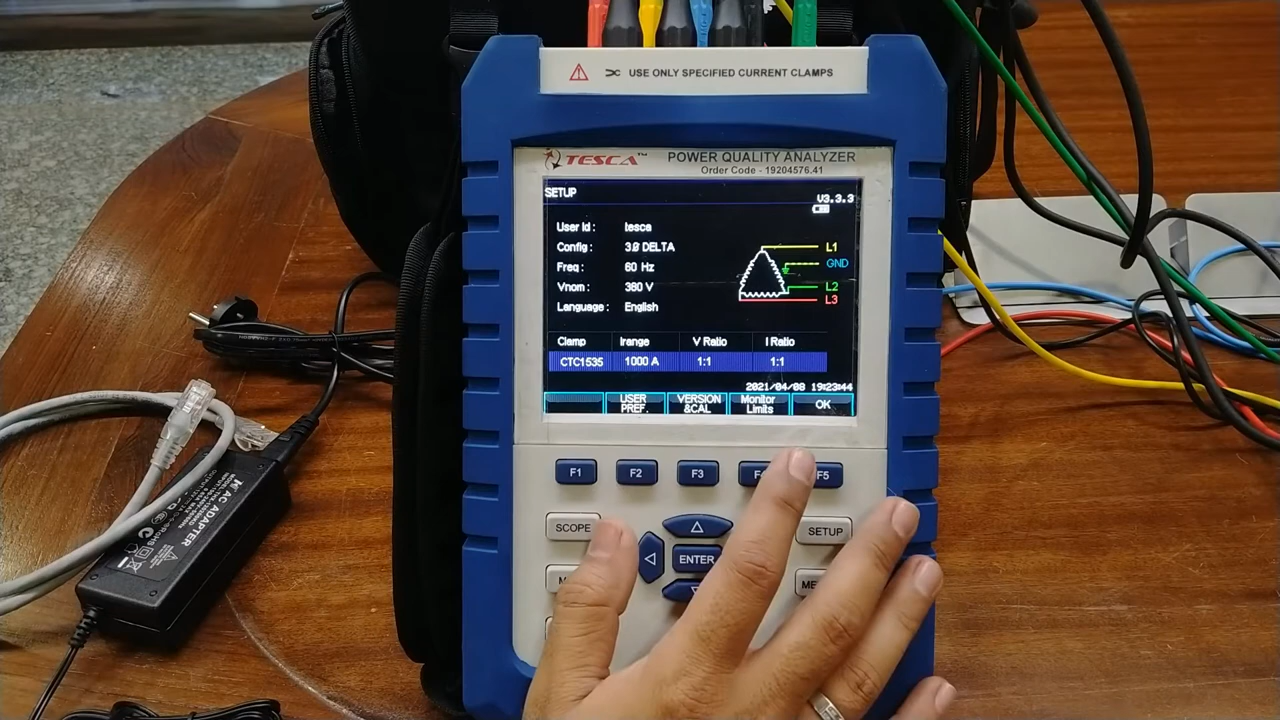 USE ONLY SPECIFIED CURRENT CLAMPS
TESCA™ POWER QUALITY ANALYZER
Order Code - 19204576.41
SETUP
V3.3.3
User Id : tesca
Config : 3Ø DELTA
Freq : 60 Hz
Vnom : 380 V
Language : English
L1
GND
L2
L3
Clamp Irange V Ratio I Ratio
CTC1535 1000 A 1:1 1:1
2021/04/08 19:23:44
USER PREF.
VERSION &CAL
Monitor Limits
OK
F1 F2 F3 F4 F5
SCOPE
SETUP
ENTER
AC ADAPTER